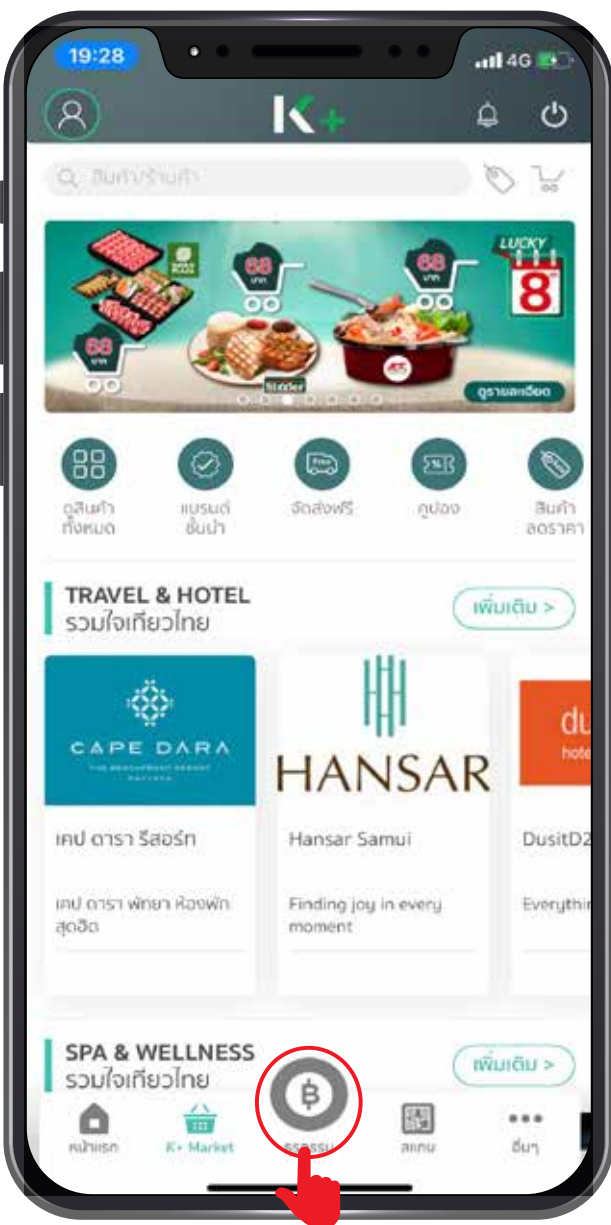 19:28
4G
K+
สินค้า/ร้านค้า
68
บาท
68
บาท
68
บาท
LUCKY
8
Sizzler
ดูรายละเอียด
ดูสินค้า
ทั้งหมด
แบรนด์
ชั้นนำ
Free
จัดส่งฟรี
คูปอง
สินค้า
ลดราคา
TRAVEL & HOTEL
รวมใจเที่ยวไทย
เพิ่มเติม >
CAPE DARA
HANSAR
du
hote
เคป ดารา รีสอร์ท
Hansar Samui
DusitD2
เคป ดารา พัทยา ห้องพัก
สุดฮิต
Finding joy in every
moment
Everythin
SPA & WELLNESS
รวมใจเที่ยวไทย
เพิ่มเติม >
฿
หน้าแรก
K+ Market
สแกน
อื่นๆ